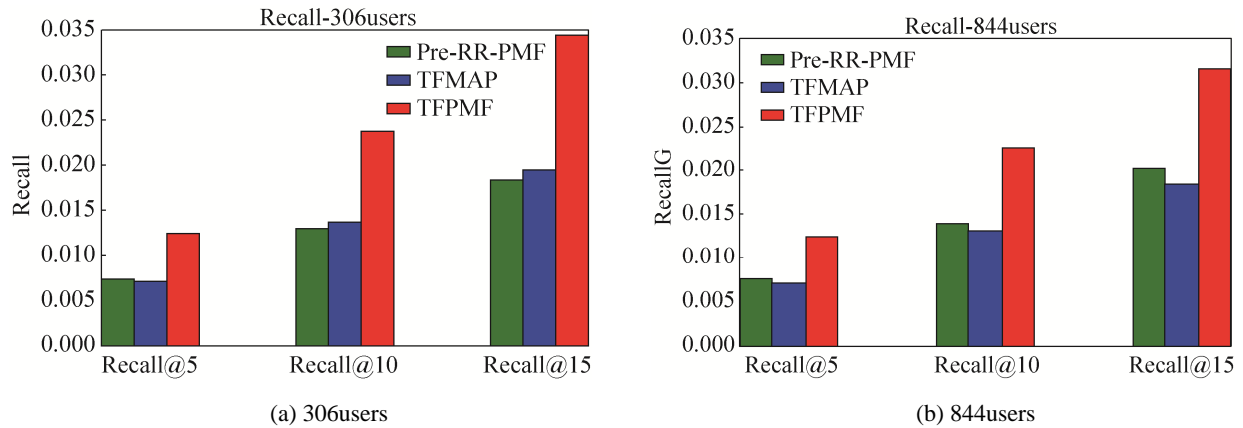 Recall-306users
0.035
0.030
0.025
0.020
0.015
0.010
0.005
0.000
Recall
Pre-RR-PMF
TFMAP
TFPMF
Recall@5
Recall@10
Recall@15
(a) 306users
Recall-844users
0.035
0.030
0.025
0.020
0.015
0.010
0.005
0.000
RecallG
Pre-RR-PMF
TFMAP
TFPMF
Recall@5
Recall@10
Recall@15
(b) 844users